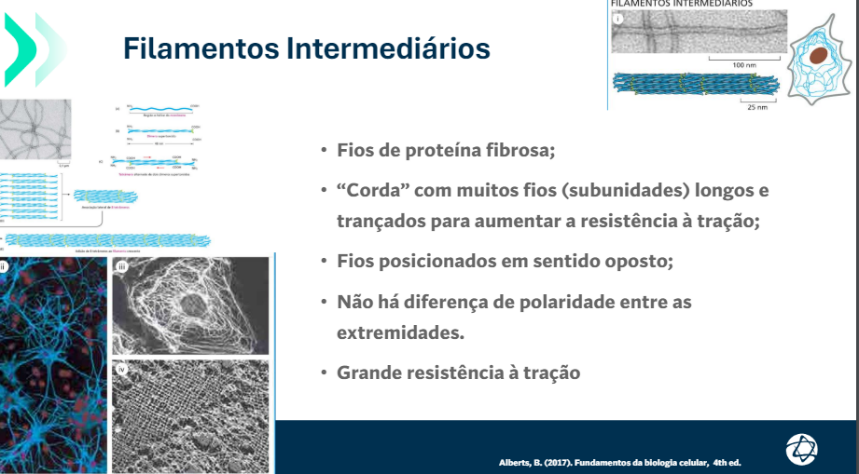 FILAMENTOS INTERMEDIÁRIOS
Filamentos Intermediários
i
100 nm
25 nm
• Fios de proteína fibrosa;
• “Corda” com muitos fios (subunidades) longos e
trançados para aumentar a resistência à tração;
• Fios posicionados em sentido oposto;
• Não há diferença de polaridade entre as
extremidades.
• Grande resistência à tração
ii
iii
iv
Alberts, B. (2017). Fundamentos da biologia celular, 4th ed.